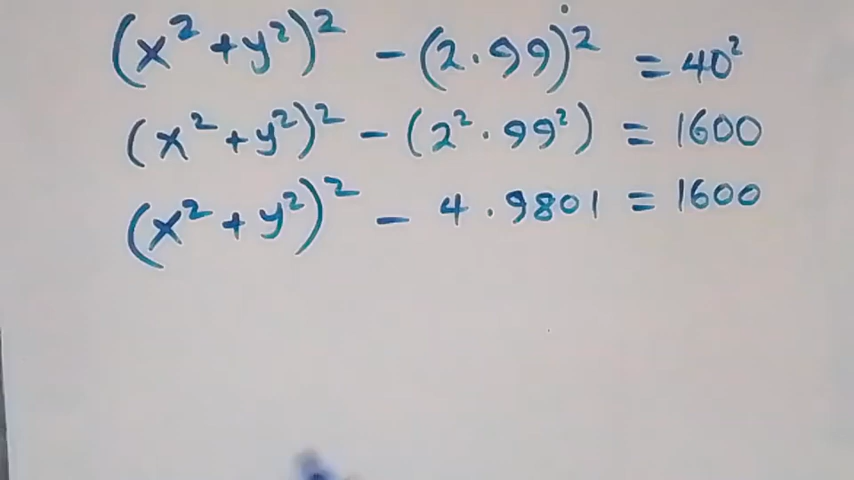 (x² + y²)² - (2 · 99)² = 40²
(x² + y²)² - (2² · 99²) = 1600
(x² + y²)² - 4 · 9801 = 1600